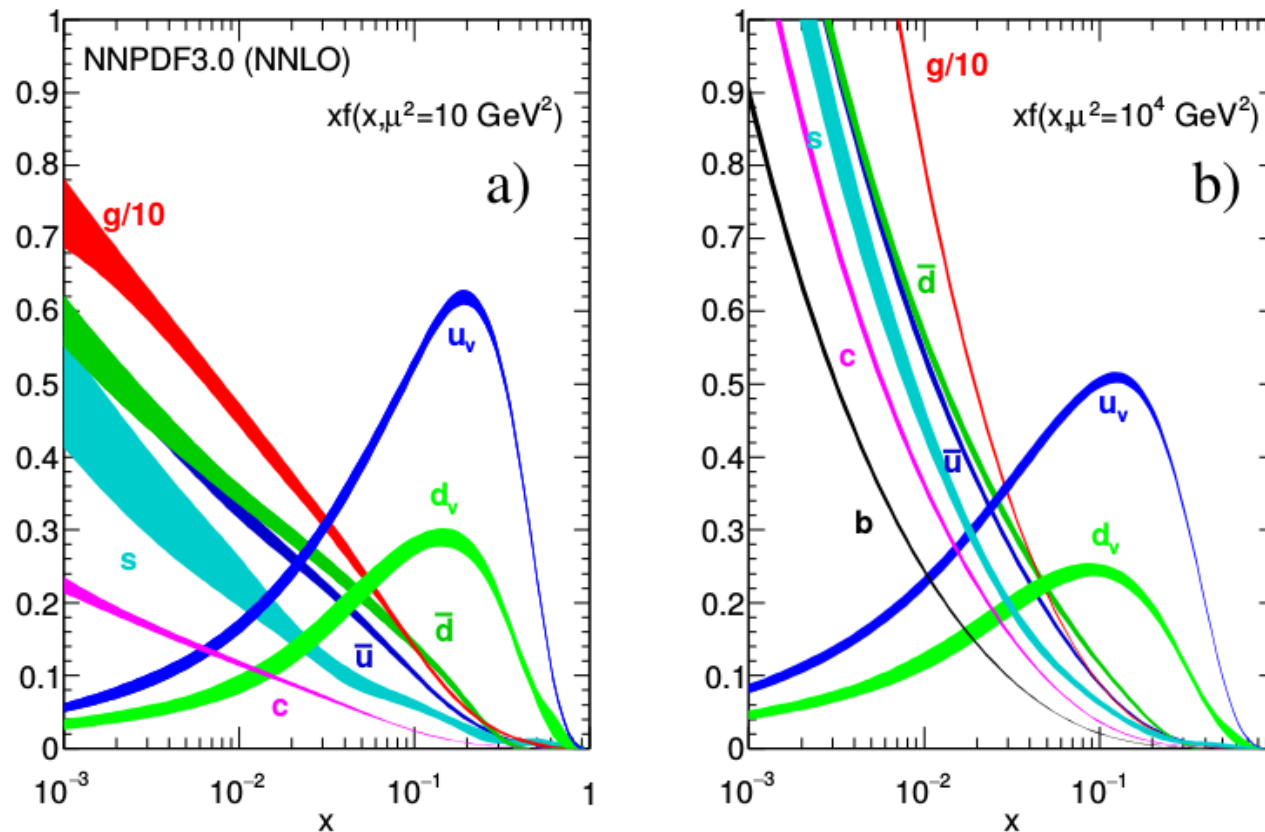 NNPDF3.0 (NNLO)
xf(x,μ²=10 GeV²)
a)
g/10
u_v
d_v
s
d̄
ū
c
1
0.9
0.8
0.7
0.6
0.5
0.4
0.3
0.2
0.1
0
10⁻³
10⁻²
10⁻¹
1
x
g/10
xf(x,μ²=10⁴ GeV²)
s
b)
d̄
c
u_v
ū
b
d_v
1
0.9
0.8
0.7
0.6
0.5
0.4
0.3
0.2
0.1
0
10⁻³
10⁻²
10⁻¹
x